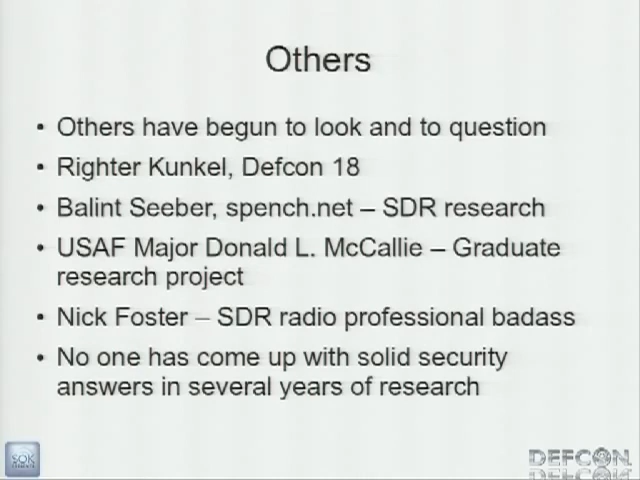 Others
• Others have begun to look and to question
• Righter Kunkel, Defcon 18
• Balint Seeber, spench.net – SDR research
• USAF Major Donald L. McCallie – Graduate
research project
• Nick Foster – SDR radio professional badass
• No one has come up with solid security
answers in several years of research
SOK
DEFCON